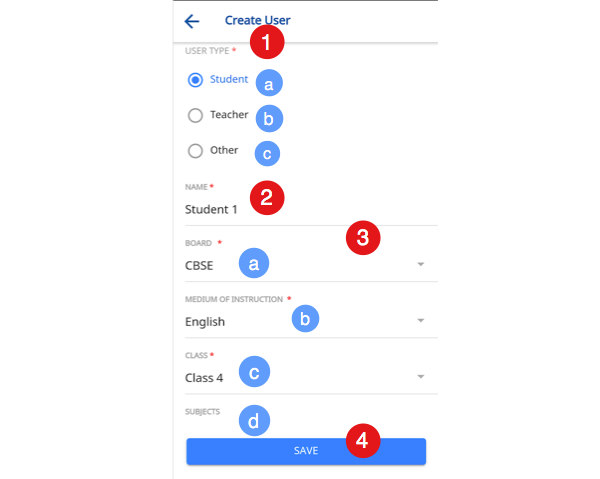 Create User
1
USER TYPE *
Student a
Teacher b
Other c
NAME * 2
Student 1
3
BOARD *
CBSE a
MEDIUM OF INSTRUCTION *
English b
CLASS *
Class 4 c
SUBJECTS d
SAVE 4